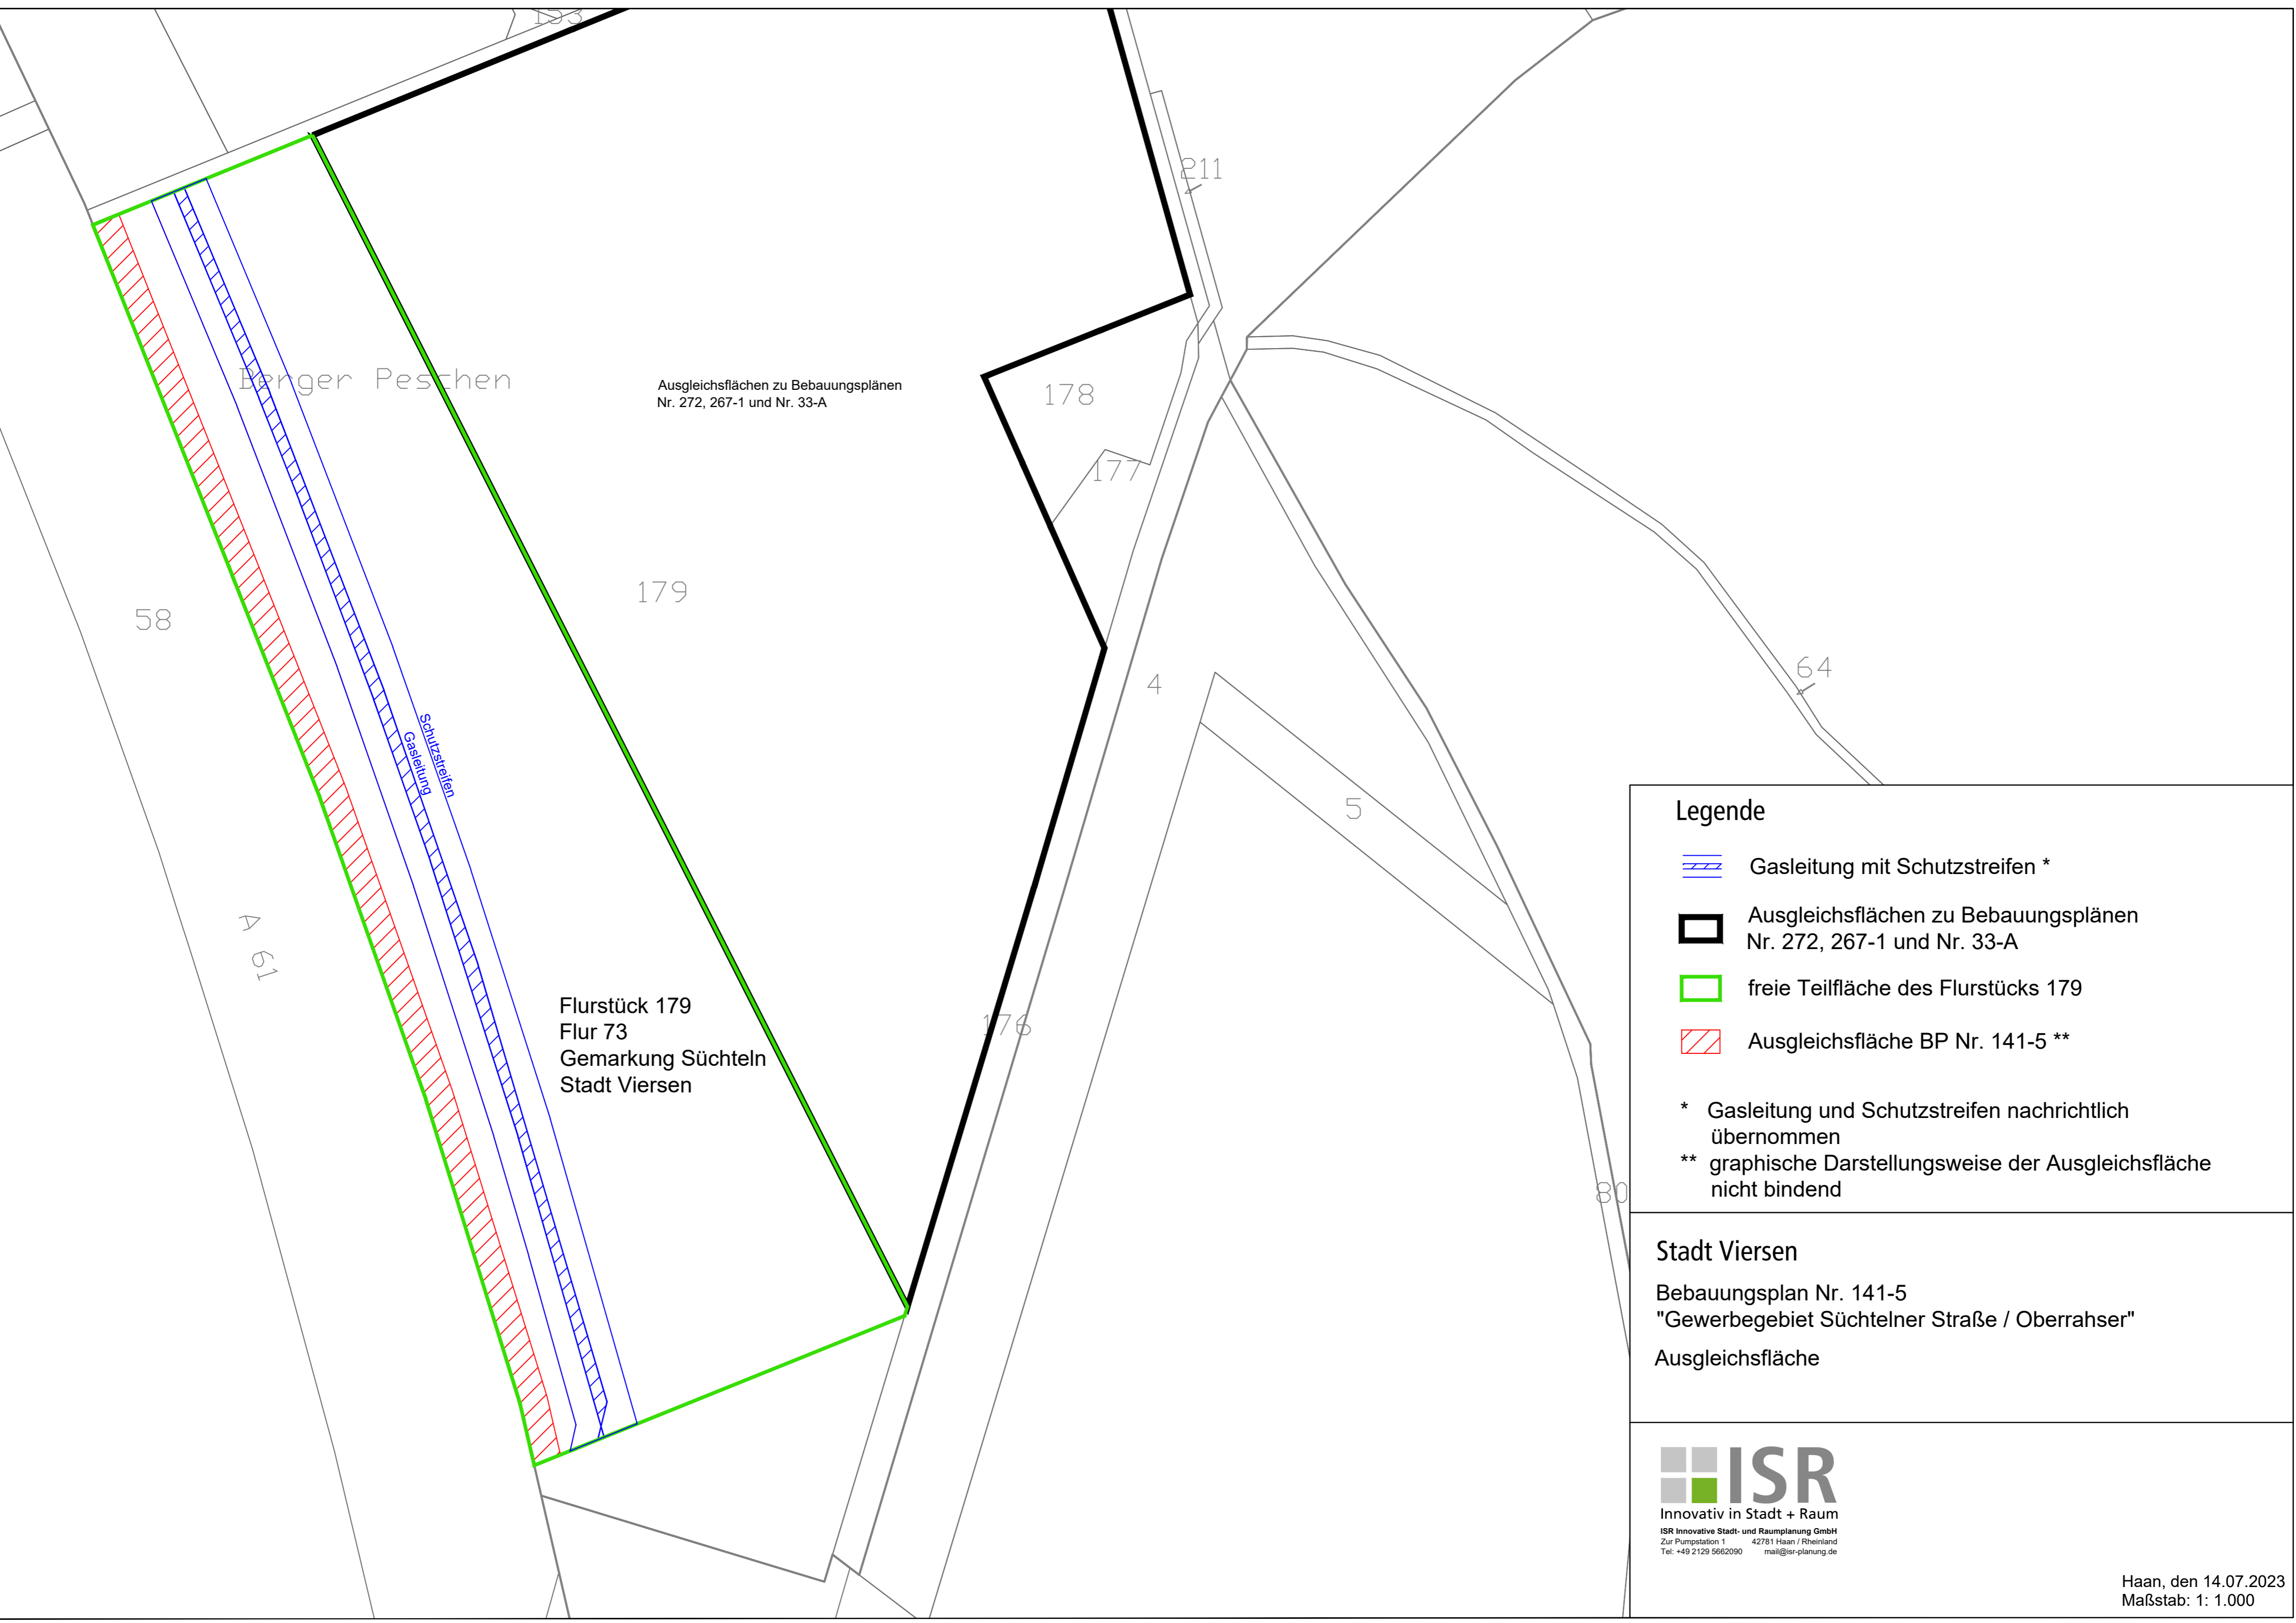 153
211
Berger Peschen
Ausgleichsflächen zu Bebauungsplänen
Nr. 272, 267-1 und Nr. 33-A
178
177
179
58
4
64
Schutzstreifen
Gasleitung
5
A 61
Flurstück 179
Flur 73
Gemarkung Süchteln
Stadt Viersen
176
80
Legende
Gasleitung mit Schutzstreifen *
Ausgleichsflächen zu Bebauungsplänen
Nr. 272, 267-1 und Nr. 33-A
freie Teilfläche des Flurstücks 179
Ausgleichsfläche BP Nr. 141-5 **
* Gasleitung und Schutzstreifen nachrichtlich
übernommen
** graphische Darstellungsweise der Ausgleichsfläche
nicht bindend
Stadt Viersen
Bebauungsplan Nr. 141-5
"Gewerbegebiet Süchtelner Straße / Oberrahser"
Ausgleichsfläche
ISR
Innovativ in Stadt + Raum
ISR Innovative Stadt- und Raumplanung GmbH
Zur Pumpstation 1 42781 Haan / Rheinland
Tel: +49 2129 5662090 mail@isr-planung.de
Haan, den 14.07.2023
Maßstab: 1: 1.000